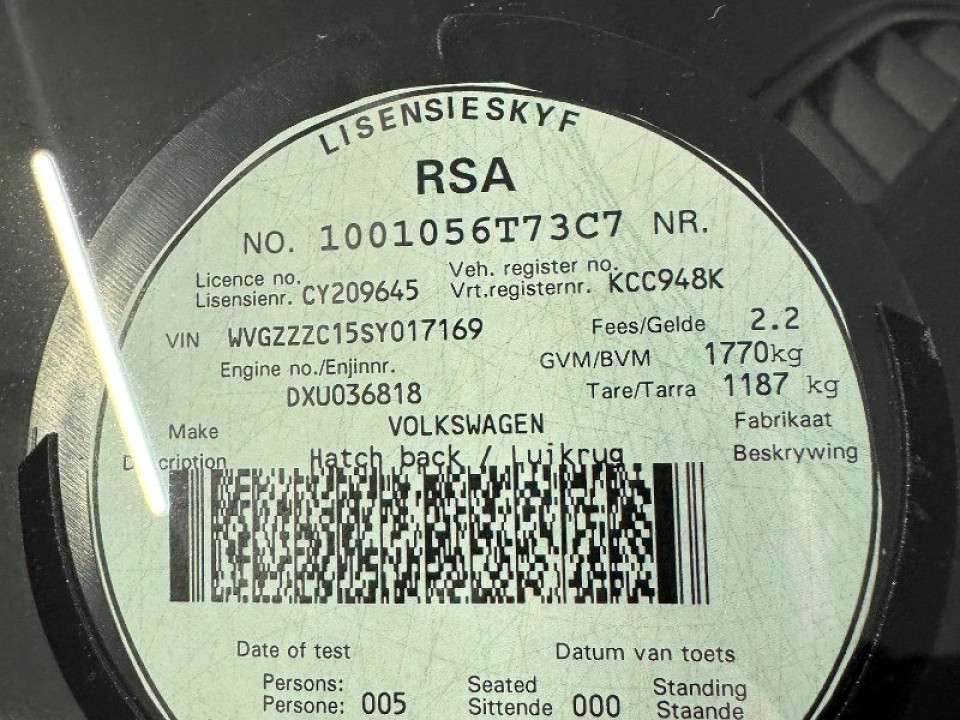 LISENSIESKYF
RSA
NO. 1001056T73C7 NR.
Licence no. Veh. register no.
Lisensienr. CY209645 Vrt.registernr. KCC948K
VIN WVGZZZC15SY017169 Fees/Gelde 2.2
Engine no./Enjinnr. GVM/BVM 1770kg
DXU036818 Tare/Tarra 1187 kg
Make VOLKSWAGEN Fabrikaat
Hatch back / Luikrug Beskrywing
Date of test Datum van toets
Persons: Seated Standing
Persone: 005 Sittende 000 Staande